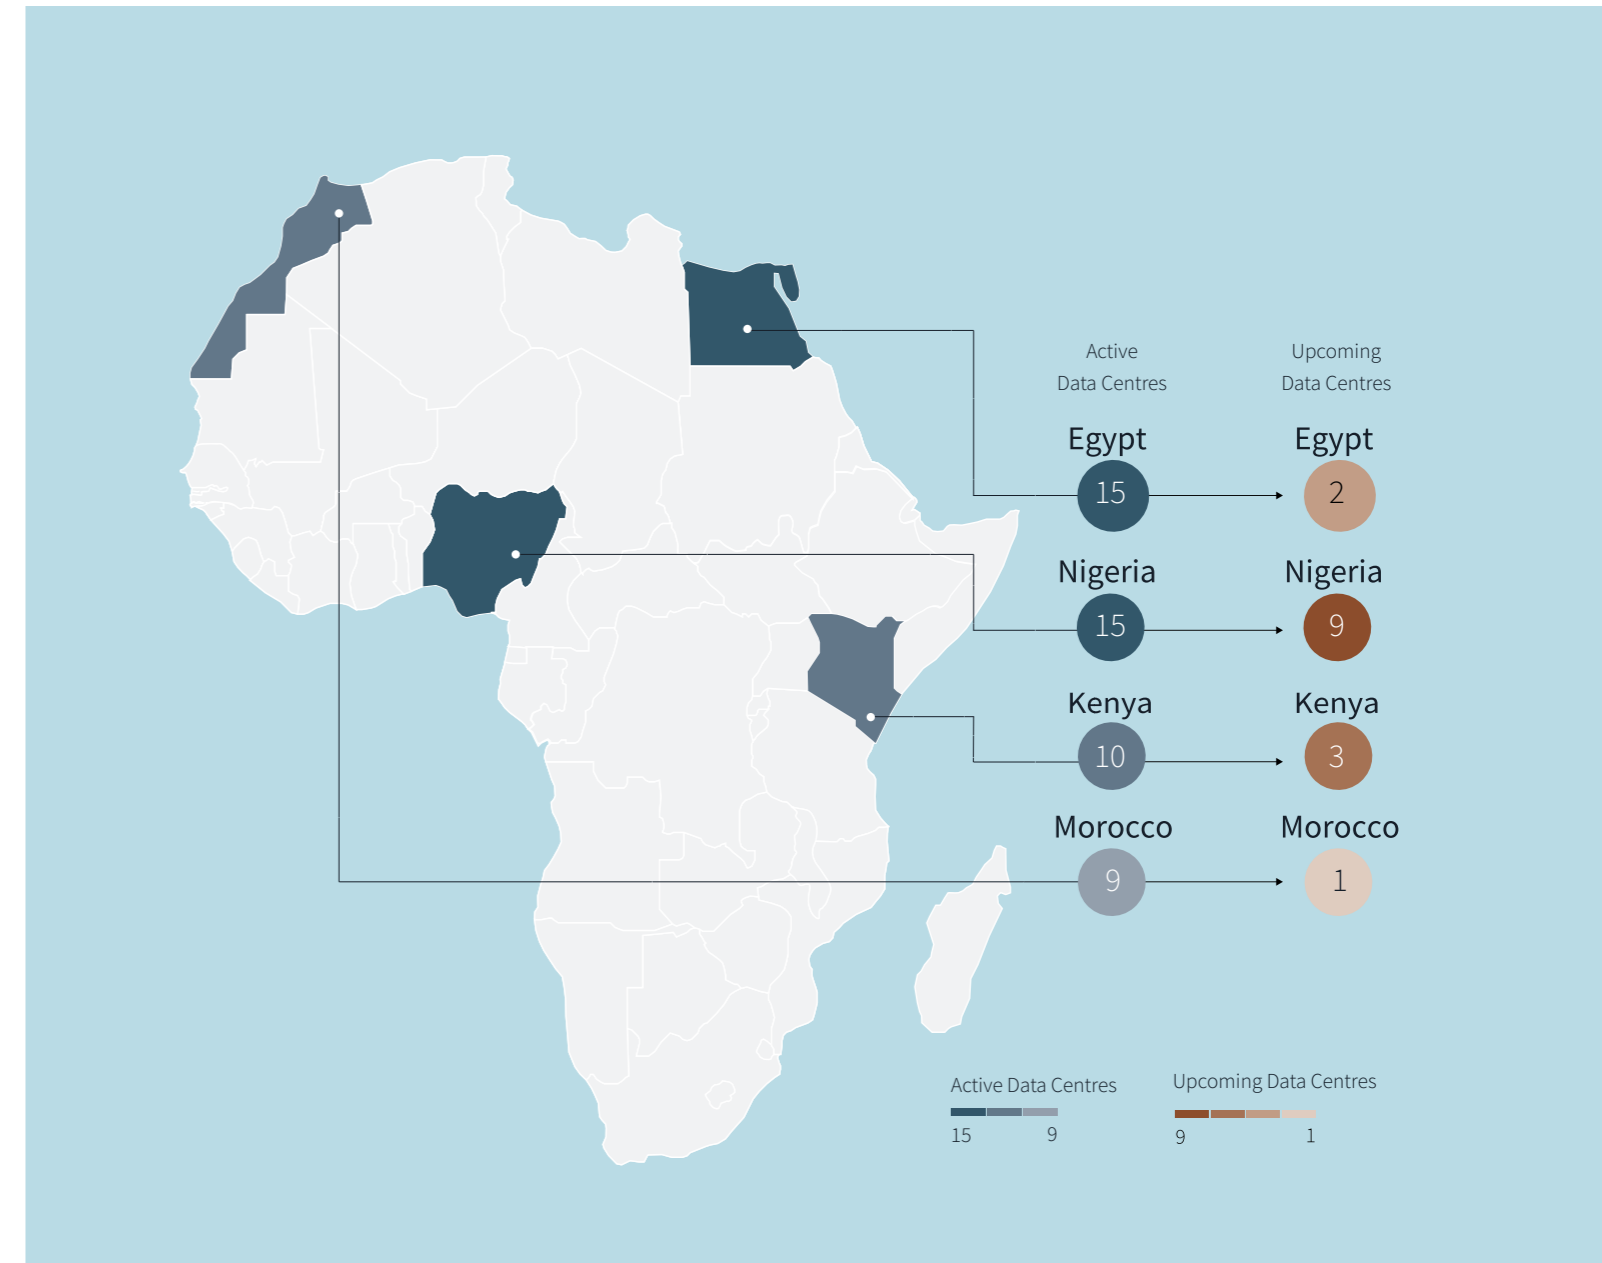 Active
Data Centres
Upcoming
Data Centres
Egypt
Egypt
15
2
Nigeria
Nigeria
15
9
Kenya
Kenya
10
3
Morocco
Morocco
9
1
Active Data Centres
15
9
Upcoming Data Centres
9
1